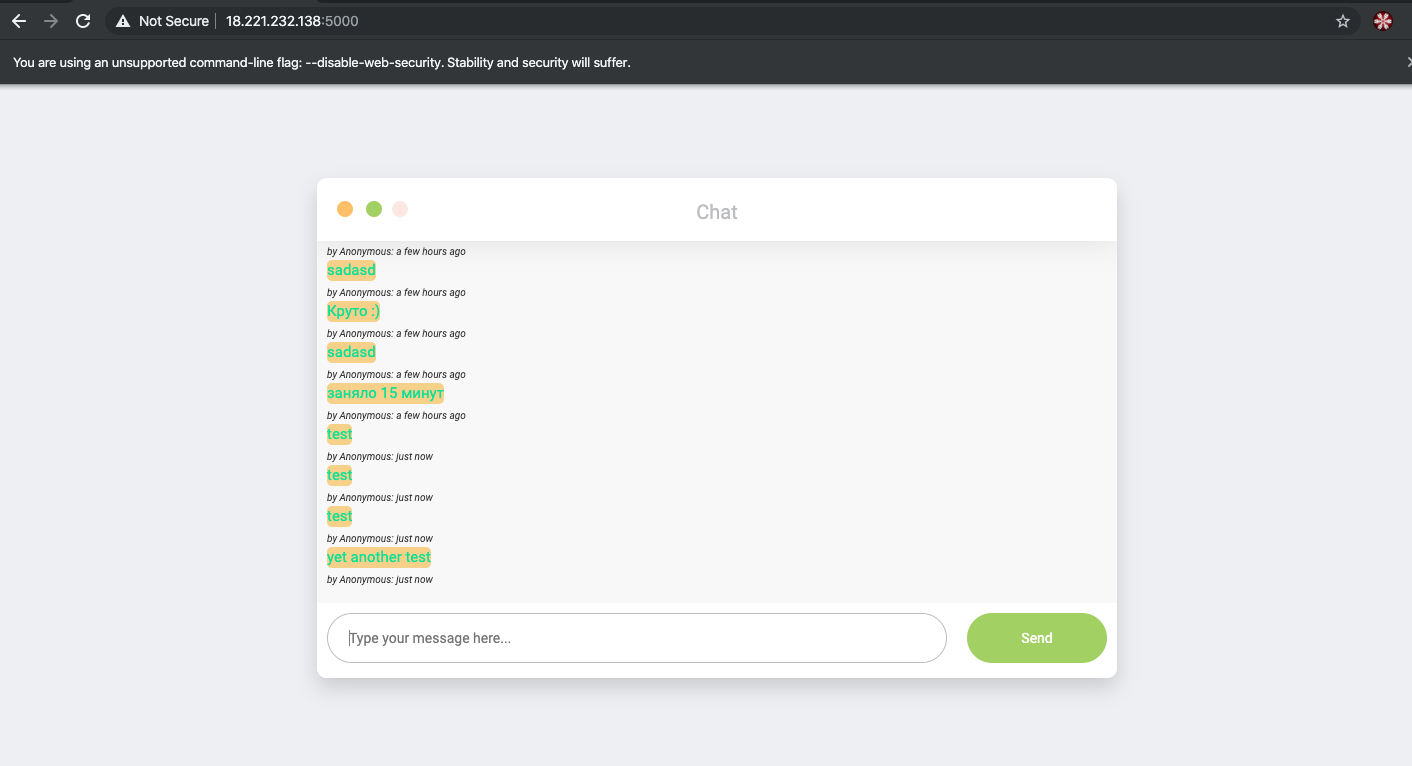 Not Secure 18.221.232.138:5000
You are using an unsupported command-line flag: --disable-web-security. Stability and security will suffer.
Chat
by Anonymous: a few hours ago
sadasd
by Anonymous: a few hours ago
Круто :)
by Anonymous: a few hours ago
sadasd
by Anonymous: a few hours ago
заняло 15 минут
by Anonymous: a few hours ago
test
by Anonymous: just now
test
by Anonymous: just now
test
by Anonymous: just now
yet another test
by Anonymous: just now
Type your message here... Send